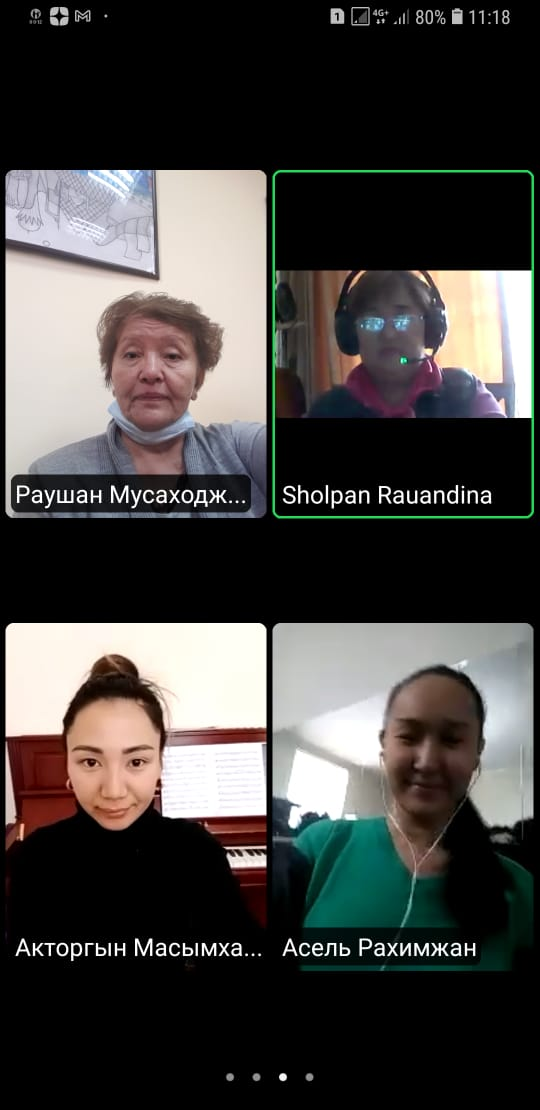 80% 11:18
Раушан Мусаходж...
Sholpan Rauandina
Акторгын Масымха...
Асель Рахимжан